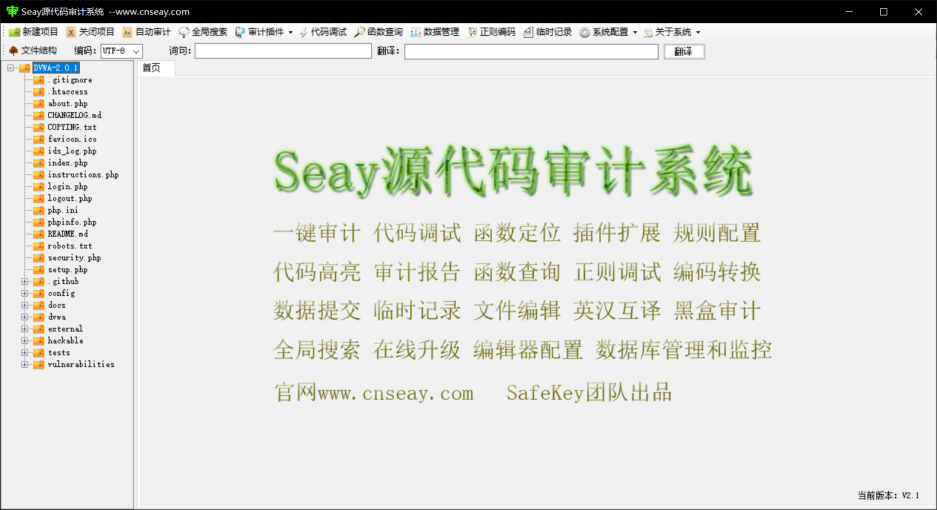 Seay源代码审计系统 --www.cnseay.com
新建项目 关闭项目 自动审计 全局搜索 审计插件 代码调试 函数查询 数据管理 正则编码 临时记录 系统配置 关于系统
文件结构 编码: UTF-8 词句: 翻译: 翻译
首页
DVWA-2.0.1
.gitignore
.htaccess
about.php
CHANGELOG.md
COPYING.txt
favicon.ico
ids_log.php
index.php
instructions.php
login.php
logout.php
php.ini
phpinfo.php
README.md
robots.txt
security.php
setup.php
.github
config
docs
dvwa
external
hackable
tests
vulnerabilities
Seay源代码审计系统
一键审计 代码调试 函数定位 插件扩展 规则配置
代码高亮 审计报告 函数查询 正则调试 编码转换
数据提交 临时记录 文件编辑 英汉互译 黑盒审计
全局搜索 在线升级 编辑器配置 数据库管理和监控
官网www.cnseay.com SafeKey团队出品
当前版本: V2.1